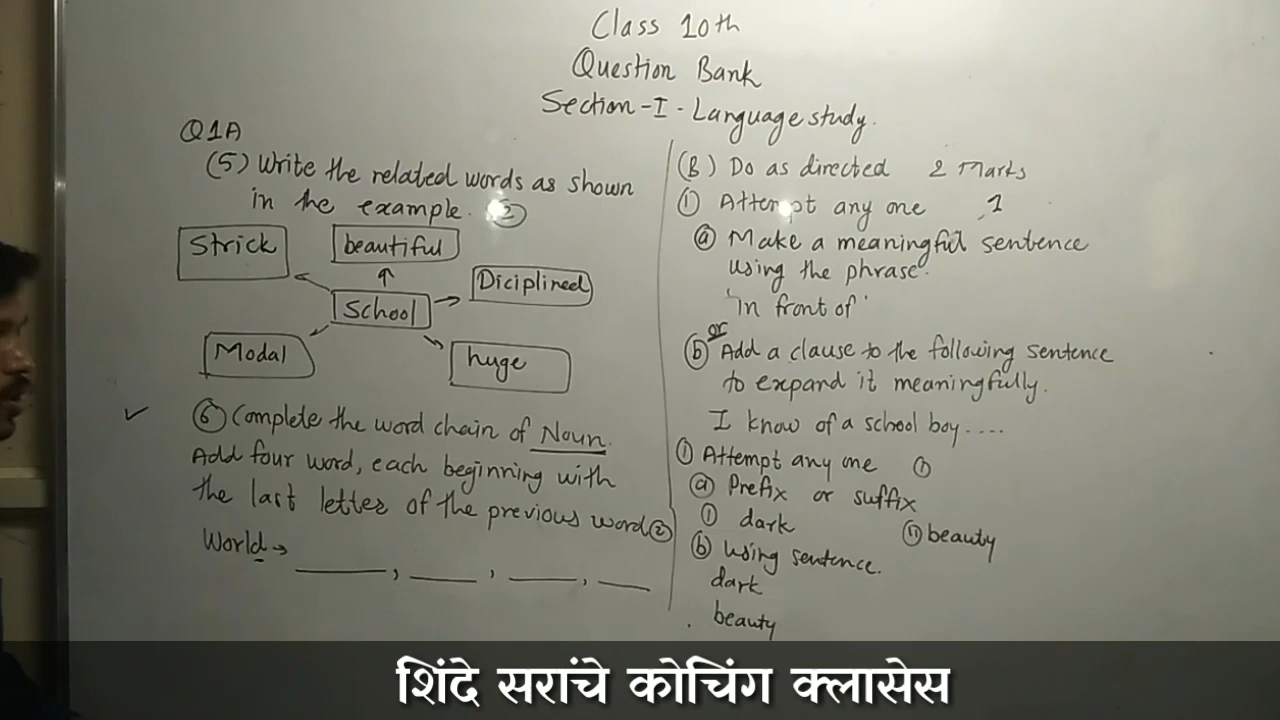 Class 10th
Question Bank
Section-I - Language study.
Q1A
(5) Write the related words as shown
in the example. ②
Strick
beautiful
Diciplined
School
Modal
huge
✓ ⑥ Complete the word chain of Noun.
Add four word, each beginning with
the last letter of the previous word ②
World → ______, ____, ____, ____
(B) Do as directed 2 Marks
① Attempt any one 1
ⓐ Make a meaningful sentence
using the phrase.
'in front of'
or
ⓑ Add a clause to the following sentence
to expand it meaningfully.
I know of a school boy....
① Attempt any one ①
ⓐ Prefix or suffix
① dark ⑪ beauty
ⓑ using sentence.
dark
beauty
शिंदे सरांचे कोचिंग क्लासेस